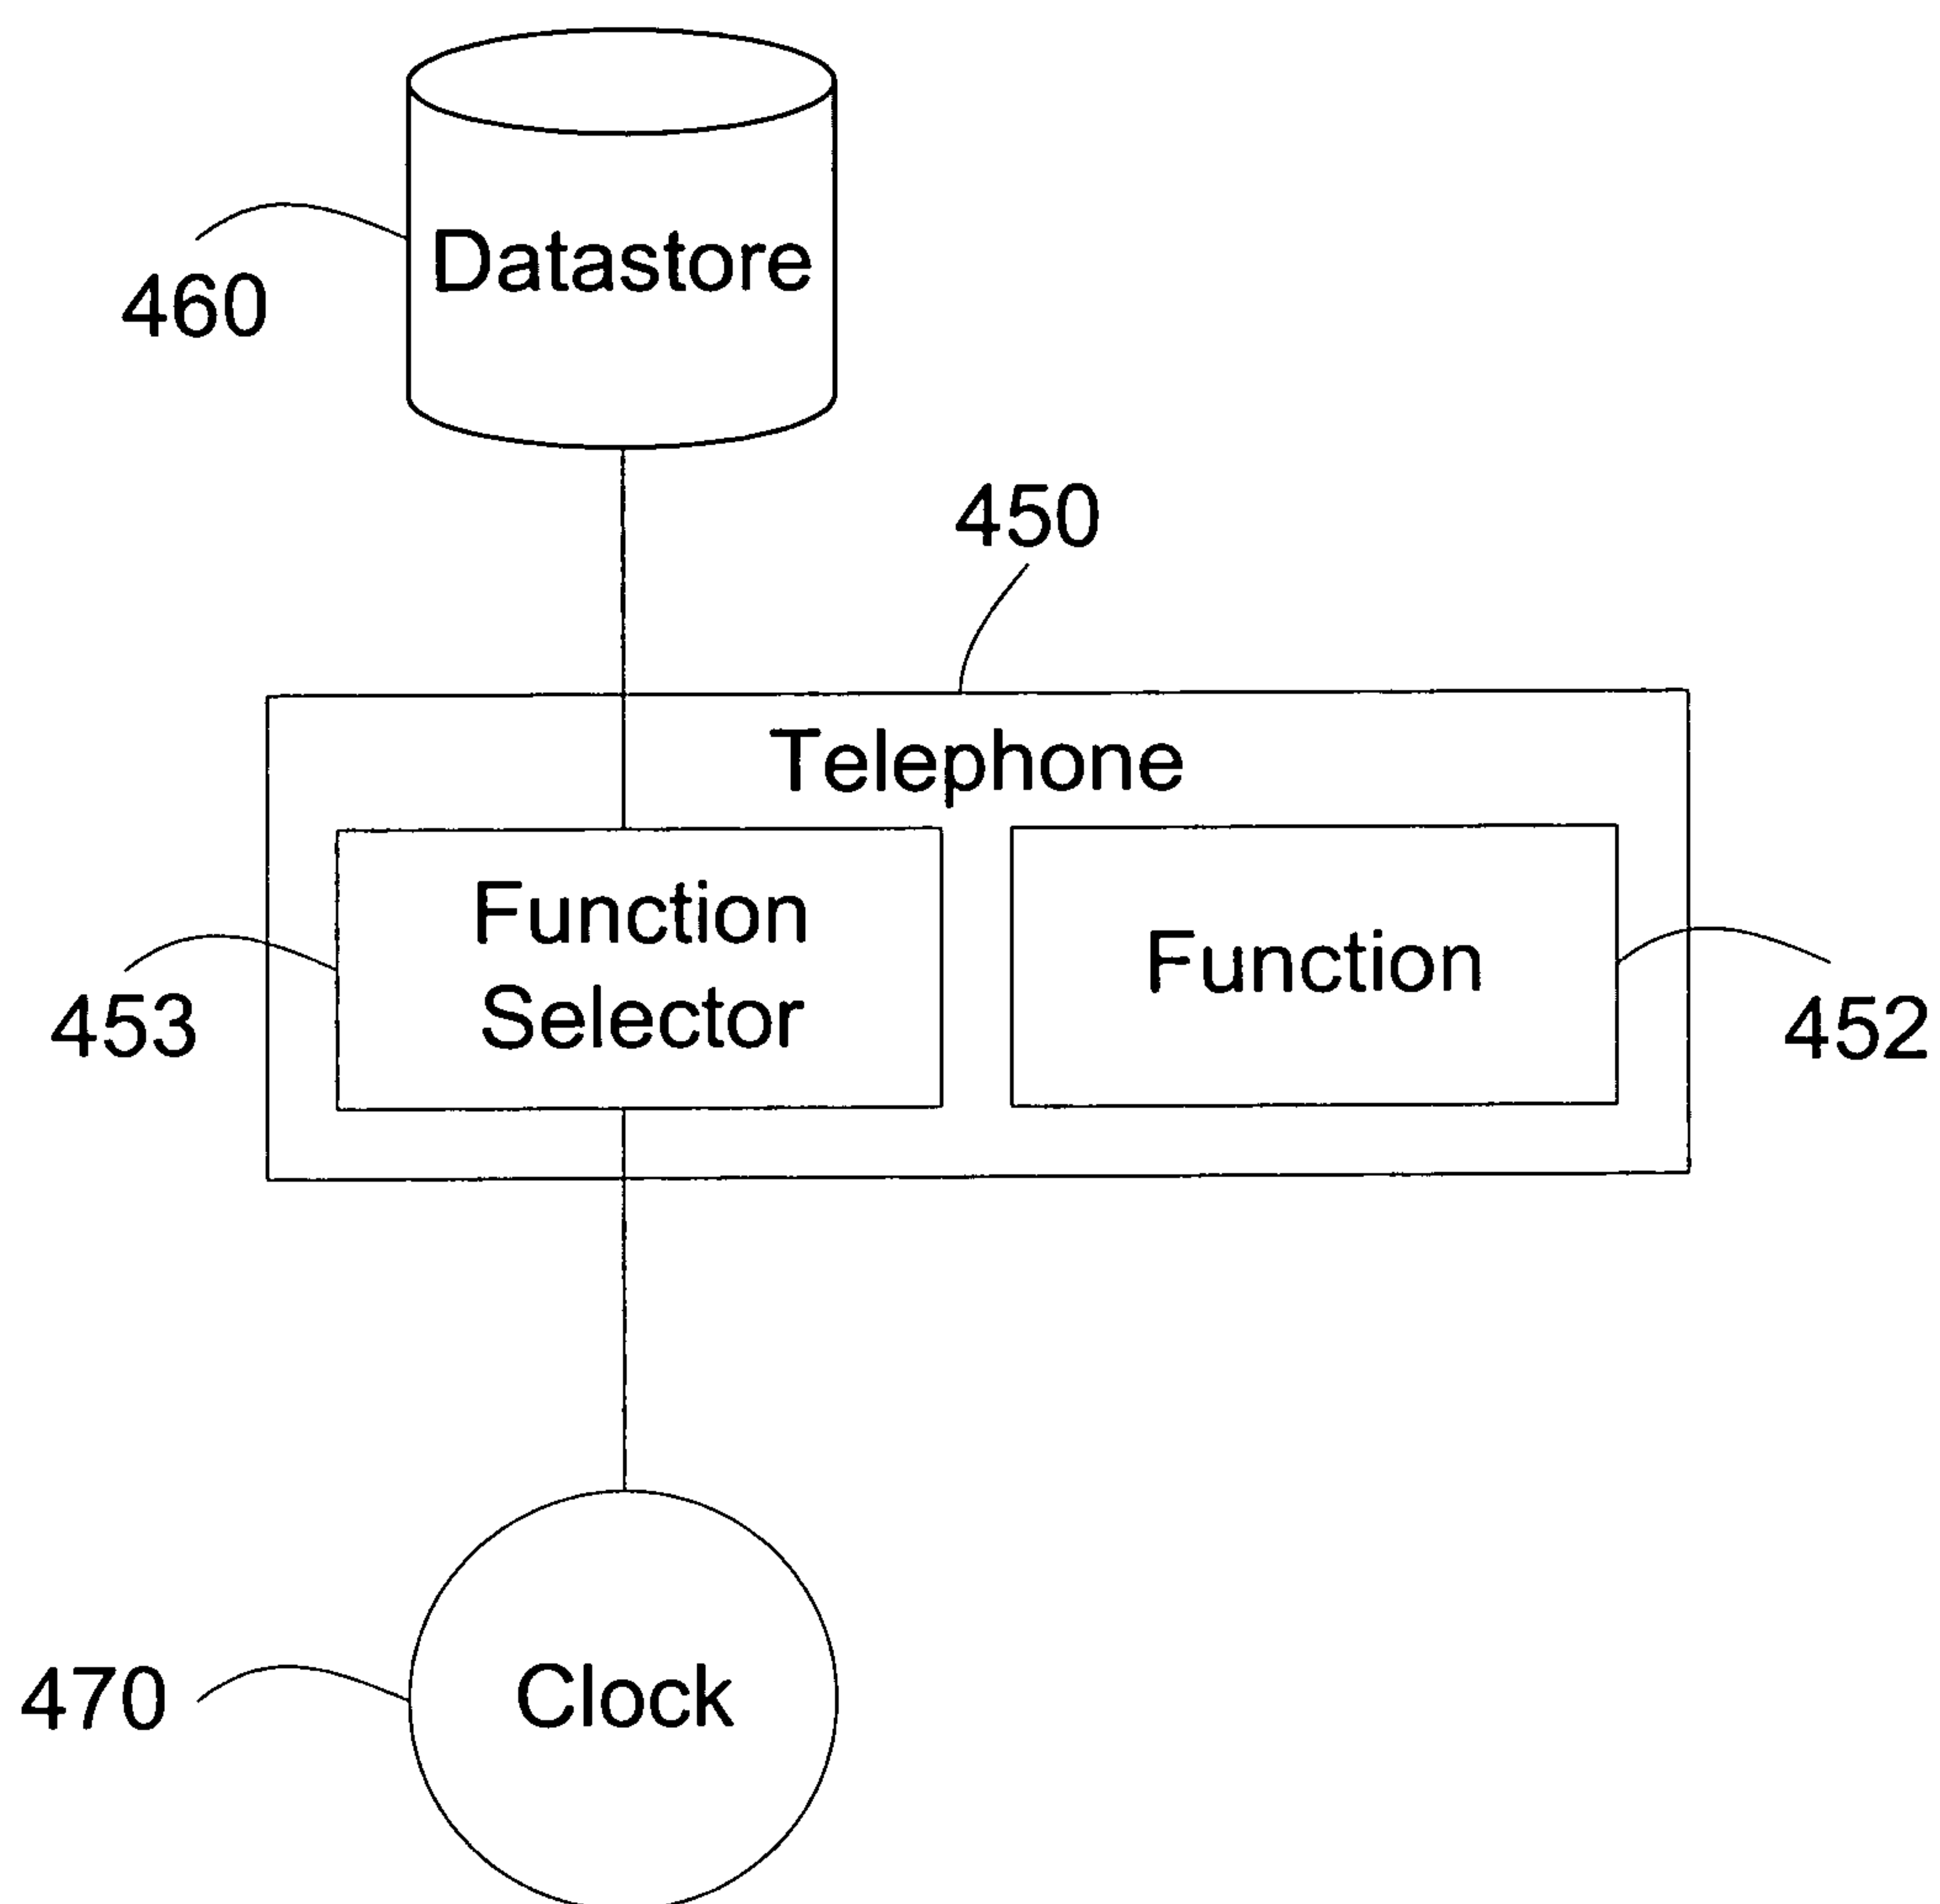 Datastore
460
450
Telephone
Function
Selector
Function
453
452
470
Clock